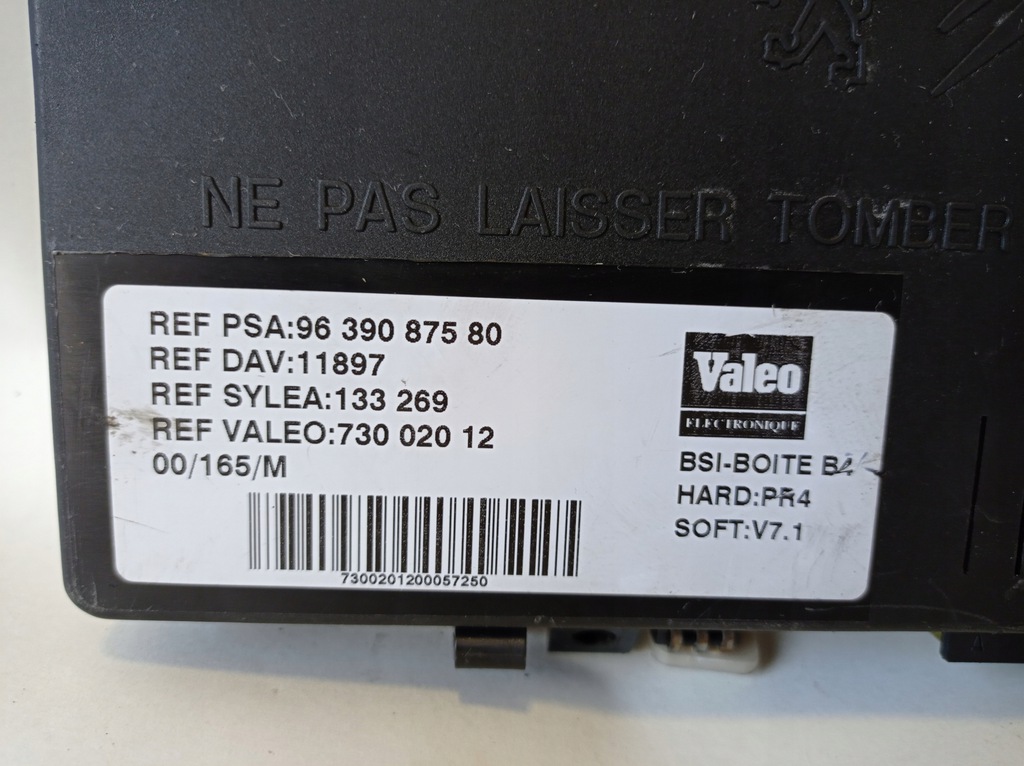 NE PAS LAISSER TOMBER
REF PSA:96 390 875 80
REF DAV:11897
REF SYLEA:133 269
REF VALEO:730 020 12
00/165/M
7300201200057250
Valeo
ELECTRONIQUE
BSI-BOITE B4
HARD:PR4
SOFT:V7.1